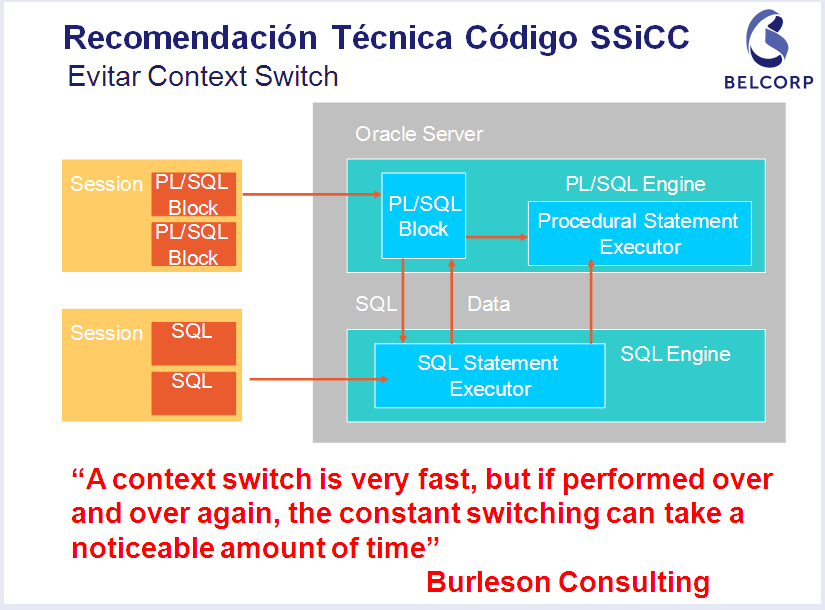 Recomendación Técnica Código SSiCC
Evitar Context Switch
BELCORP
Oracle Server
Session
PL/SQL
Block
PL/SQL
Block
PL/SQL
Block
PL/SQL Engine
Procedural Statement
Executor
SQL
Data
Session
SQL
SQL
SQL Statement
Executor
SQL Engine
“A context switch is very fast, but if performed over
and over again, the constant switching can take a
noticeable amount of time”
Burleson Consulting